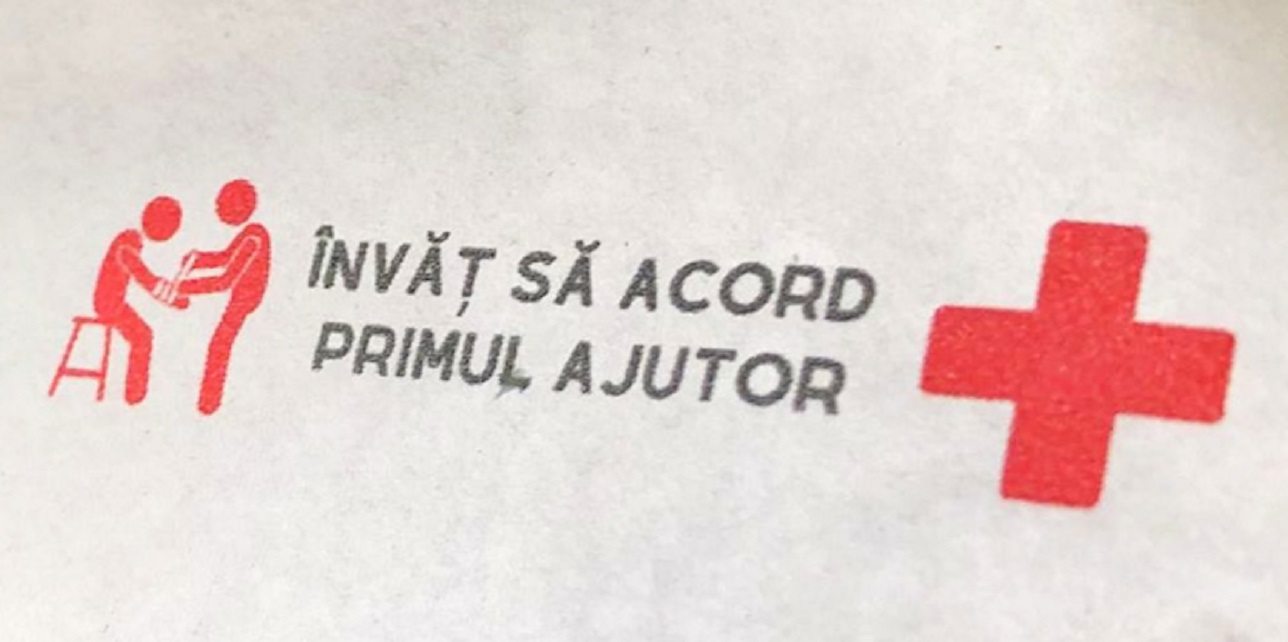 ÎNVĂȚ SĂ ACORD
PRIMUL AJUTOR